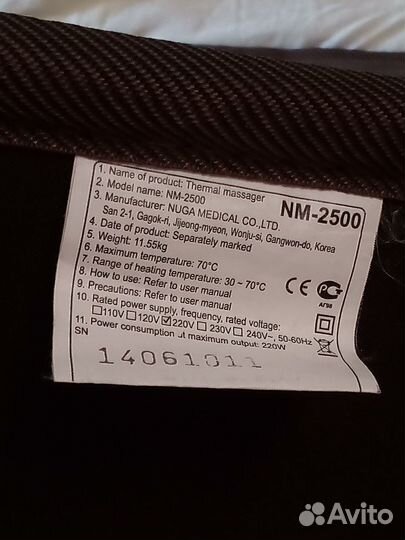 1. Name of product: Thermal massager
2. Model name: NM-2500
NM-2500
3. Manufacturer: NUGA MEDICAL CO.,LTD.
San 2-1, Gagok-ri, Jijeong-myeon, Wonju-si, Gangwon-do, Korea
4. Date of product: Separately marked
5. Weight: 11.55kg
6. Maximum temperature: 70°C
7. Range of heating temperature: 30 ~ 70°C
8. How to use: Refer to user manual
9. Precautions: Refer to user manual
10. Rated power supply, frequency, rated voltage:
☐110V ☐120V ☑220V ☐230V ☐240V~, 50-60Hz
11. Power consumption at maximum output: 220W
SN
14061011
CE
АГ98
Avito